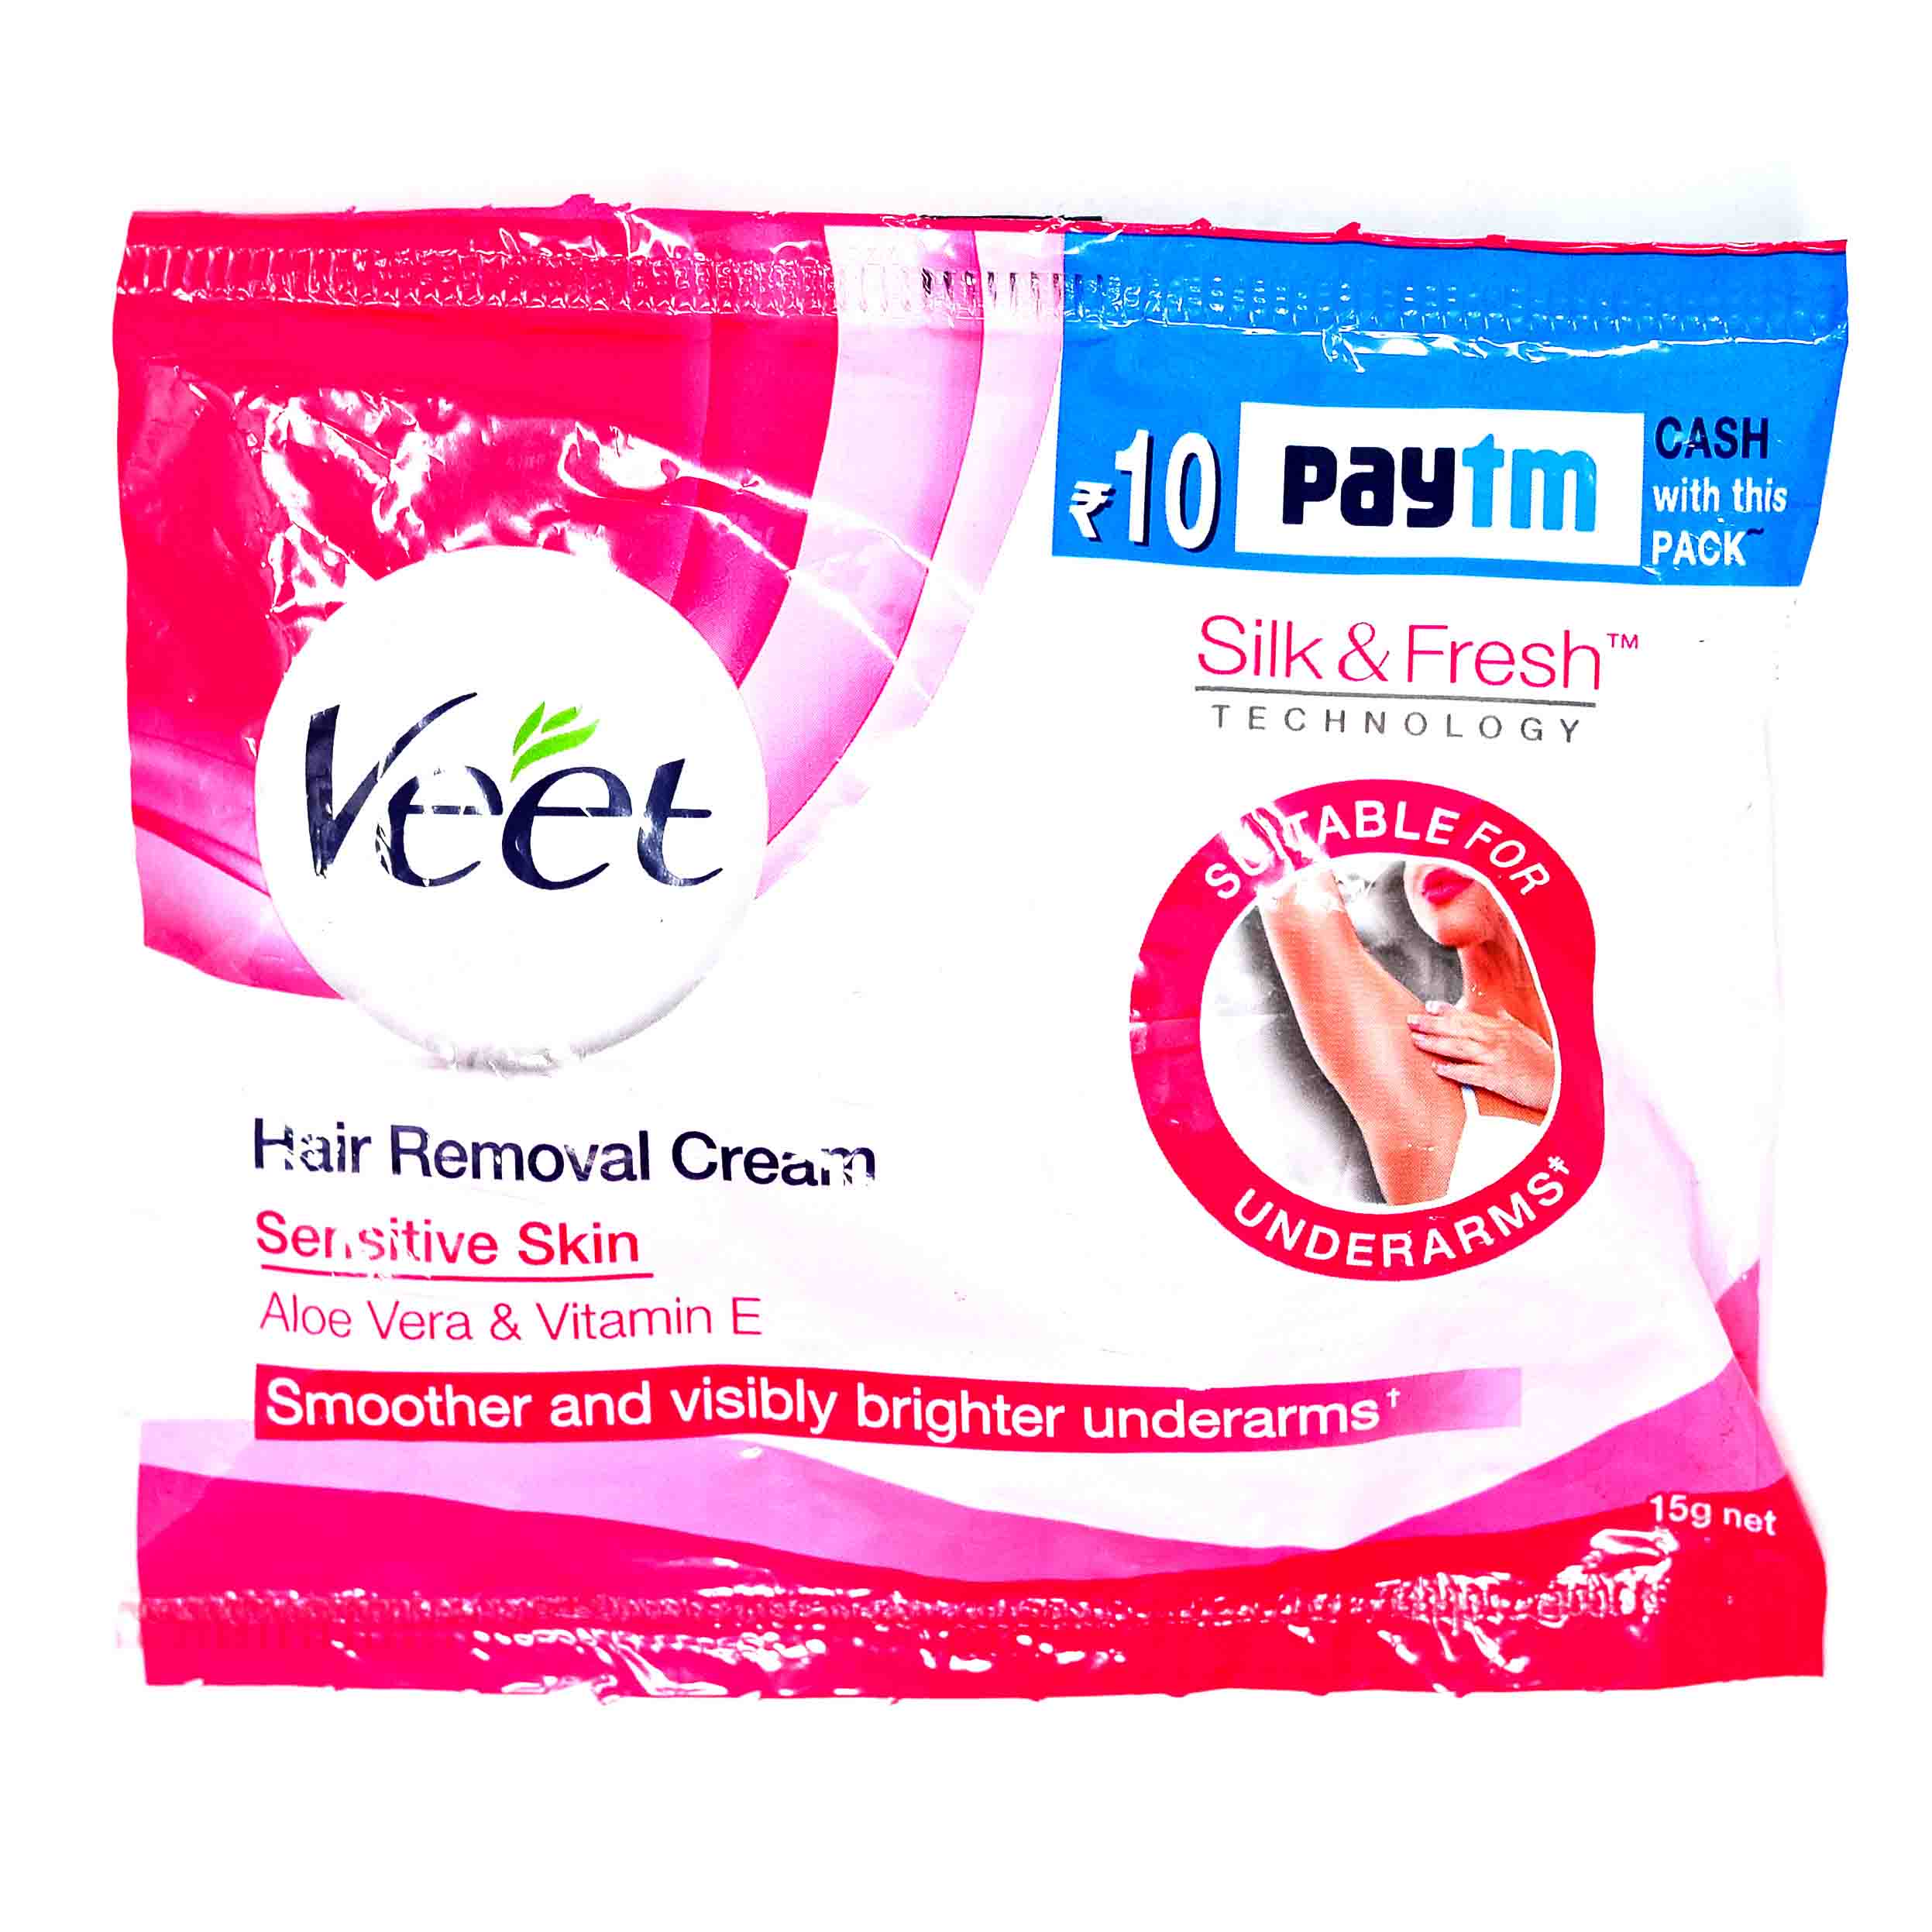 ₹10 paytm CASH
with this
PACK~
Silk & Fresh™
TECHNOLOGY
Veet
SUITABLE FOR
UNDERARMS‡
Hair Removal Cream
Sensitive Skin
Aloe Vera & Vitamin E
Smoother and visibly brighter underarms†
15g net